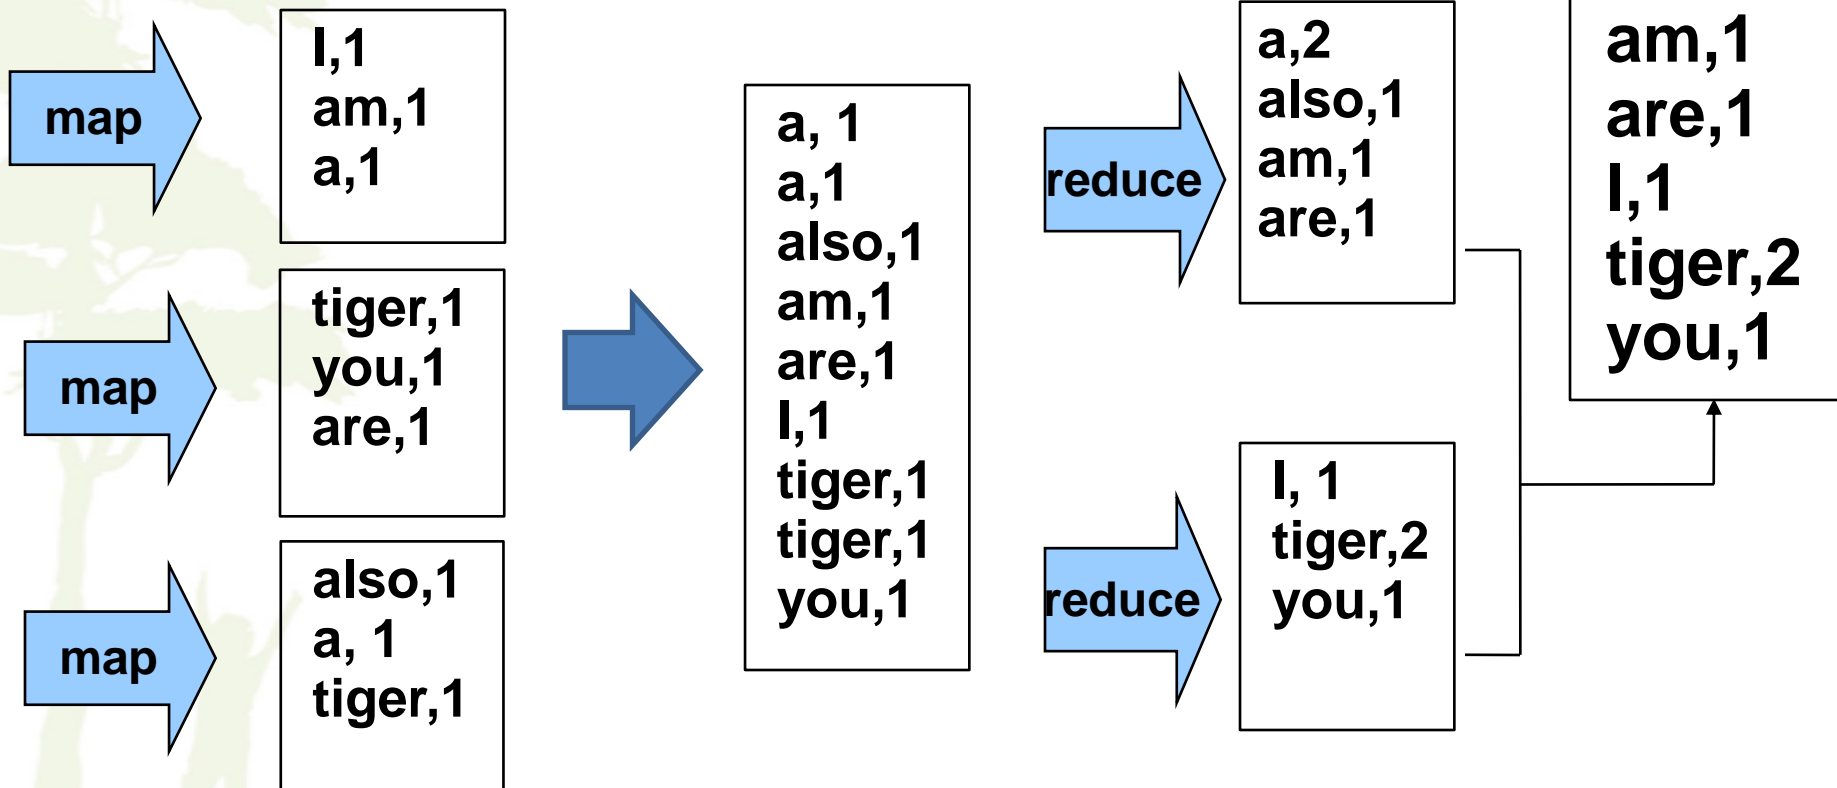 map
I,1
am,1
a,1
map
tiger,1
you,1
are,1
map
also,1
a, 1
tiger,1
a, 1
a,1
also,1
am,1
are,1
I,1
tiger,1
tiger,1
you,1
reduce
a,2
also,1
am,1
are,1
reduce
I, 1
tiger,2
you,1
am,1
are,1
I,1
tiger,2
you,1